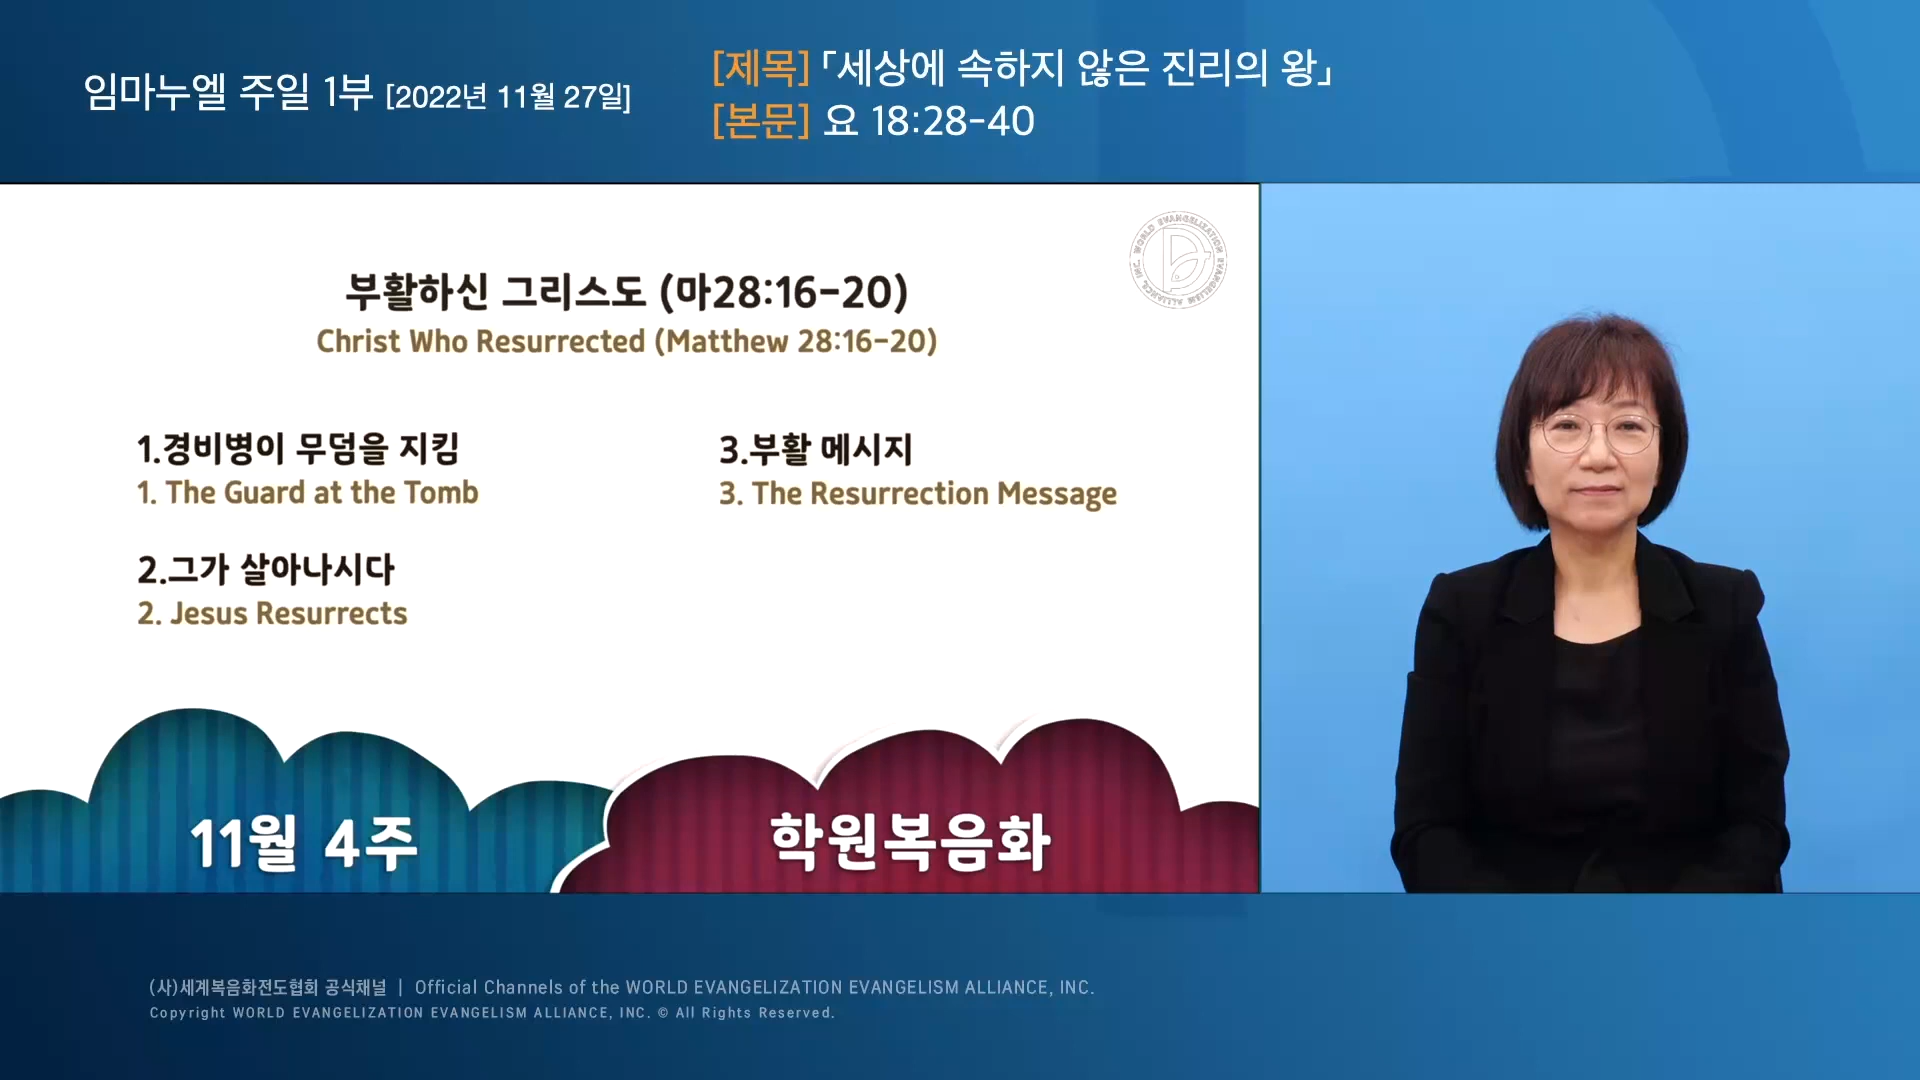 임마누엘 주일 1부 [2022년 11월 27일]
[제목] 「세상에 속하지 않은 진리의 왕」
[본문] 요 18:28-40
WORLD EVANGELIZATION EVANGELISM ALLIANCE, INC.
부활하신 그리스도 (마28:16-20)
Christ Who Resurrected (Matthew 28:16-20)
1.경비병이 무덤을 지킴
1. The Guard at the Tomb
2.그가 살아나시다
2. Jesus Resurrects
3.부활 메시지
3. The Resurrection Message
11월 4주
학원복음화
(사)세계복음화전도협회 공식채널 | Official Channels of the WORLD EVANGELIZATION EVANGELISM ALLIANCE, INC.
Copyright WORLD EVANGELIZATION EVANGELISM ALLIANCE, INC. © All Rights Reserved.